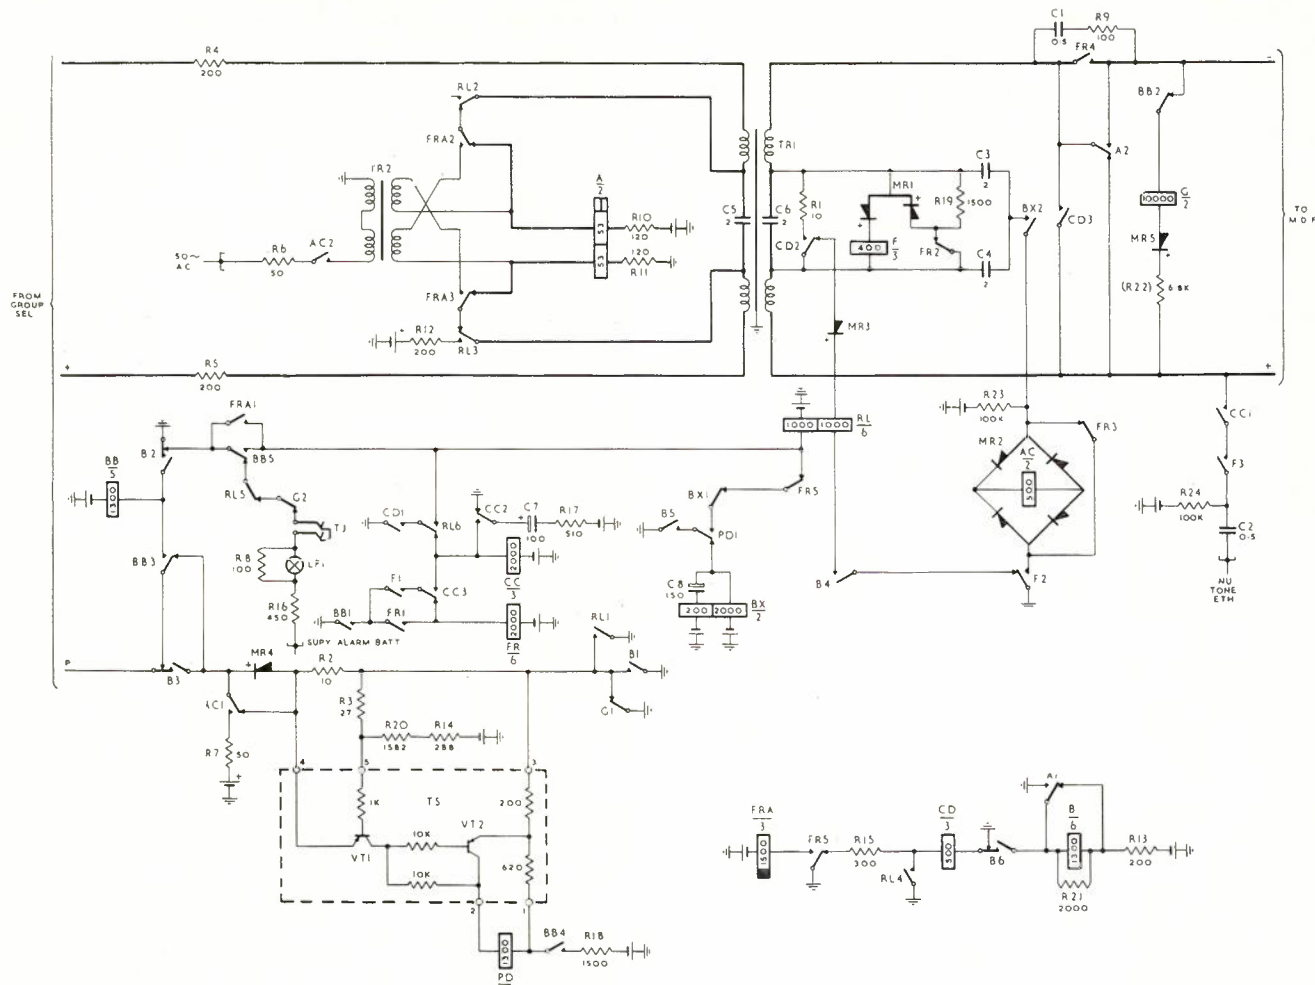 C1
R9
0.5
100
FR4
R4
200
RL2
BB2
FRA2
TR1
A2
TR2
C3
2
A
2
R1
10
MR1
R19
1500
BX2
G
2
10000
C5
2
C6
2
R10
120
53
53
120
R11
CD2
F
3
400
FR2
CD3
TO
M D F
R6
50
AC2
50~
AC
C4
2
MR5
(R22)
6.8K
FROM
GROUP
SEL
FRA3
R12
200
RL3
MR3
R5
200
+
+
-
FRA1
R23
100K
CC1
B2
BB5
1000
1000
RL
6
MR2
AC
2
500
FR3
BB
5
1300
RL5
G2
FR5
F3
BX1
CD1
RL6
CC2
C7
100
R17
510
B5
PD1
R24
100K
TJ
BB3
R8
100
LP1
2000
CC
3
C8
150
B4
F2
C2
0.5
F1
CC3
200
2000
BX
2
NU
TONE
ETH
R16
450
BB1
FR1
2000
FR
6
RL1
SUPY ALARM BATT
P
B3
MR4
R2
10
B1
AC1
R3
27
G1
R20
1582
R14
288
R7
50
4
5
3
1K
TS
200
VT1
10K
VT2
620
10K
2
1
1300
PD
BB4
R18
1500
A1
FRA
3
1500
FR5
R15
300
CD
3
500
RL4
B6
B
6
1300
R13
200
R21
2000